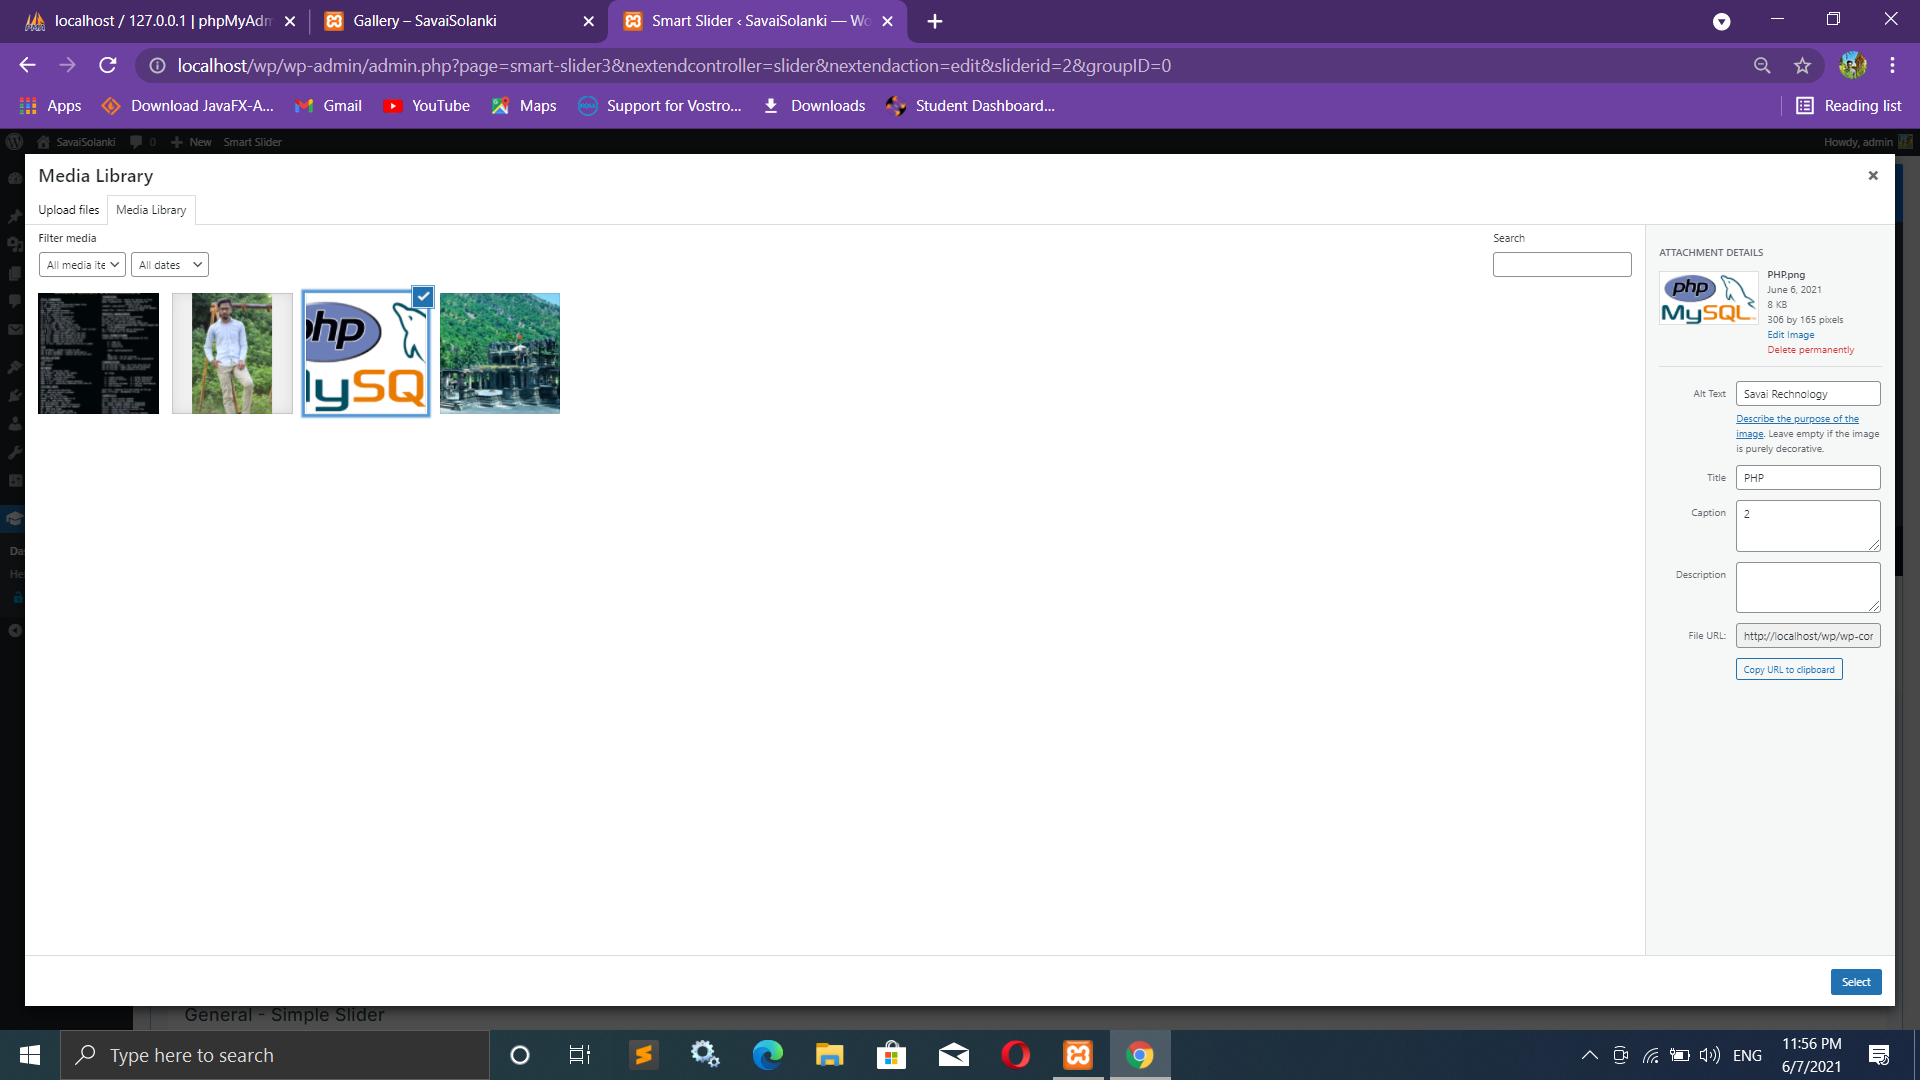 localhost / 127.0.0.1 | phpMyAdm
Gallery – SavaiSolanki
Smart Slider ‹ SavaiSolanki — Wo
localhost/wp/wp-admin/admin.php?page=smart-slider3&nextendcontroller=slider&nextendaction=edit&sliderid=2&groupID=0
Apps
Download JavaFX-A...
Gmail
YouTube
Maps
Support for Vostro...
Downloads
Student Dashboard...
Reading list
SavaiSolanki
0
New
Smart Slider
Howdy, admin
Media Library
Upload files
Media Library
Filter media
All media ite
All dates
Search
php
MySQ
ATTACHMENT DETAILS
php
MySQL
PHP.png
June 6, 2021
8 KB
306 by 165 pixels
Edit Image
Delete permanently
Alt Text
Savai Rechnology
Describe the purpose of the
image. Leave empty if the image
is purely decorative.
Title
PHP
Caption
2
Description
File URL:
http://localhost/wp/wp-cor
Copy URL to clipboard
Das
He
Select
General - Simple Slider
Type here to search
ENG
11:56 PM
6/7/2021